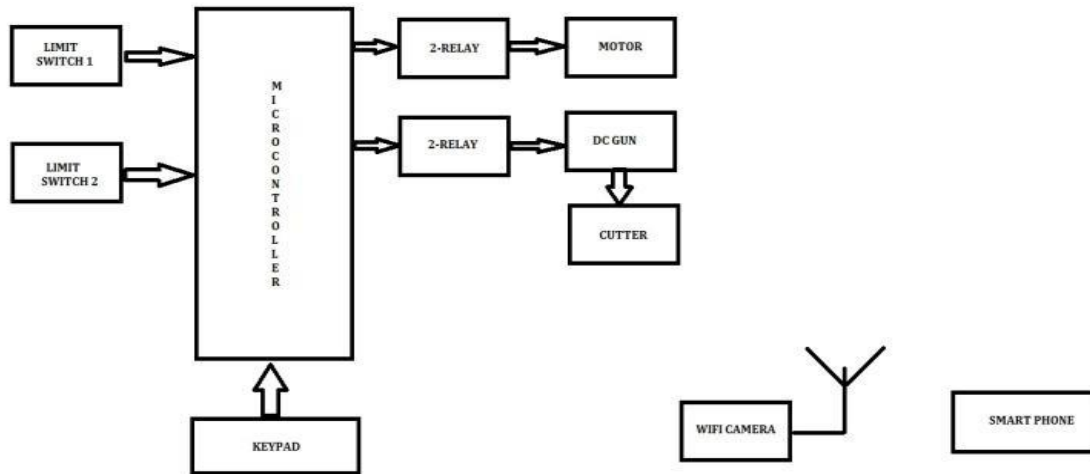 LIMIT
SWITCH 1
2-RELAY
MOTOR
MICROCONTROLLER
2-RELAY
DC GUN
LIMIT
SWITCH 2
CUTTER
KEYPAD
WIFI CAMERA
SMART PHONE